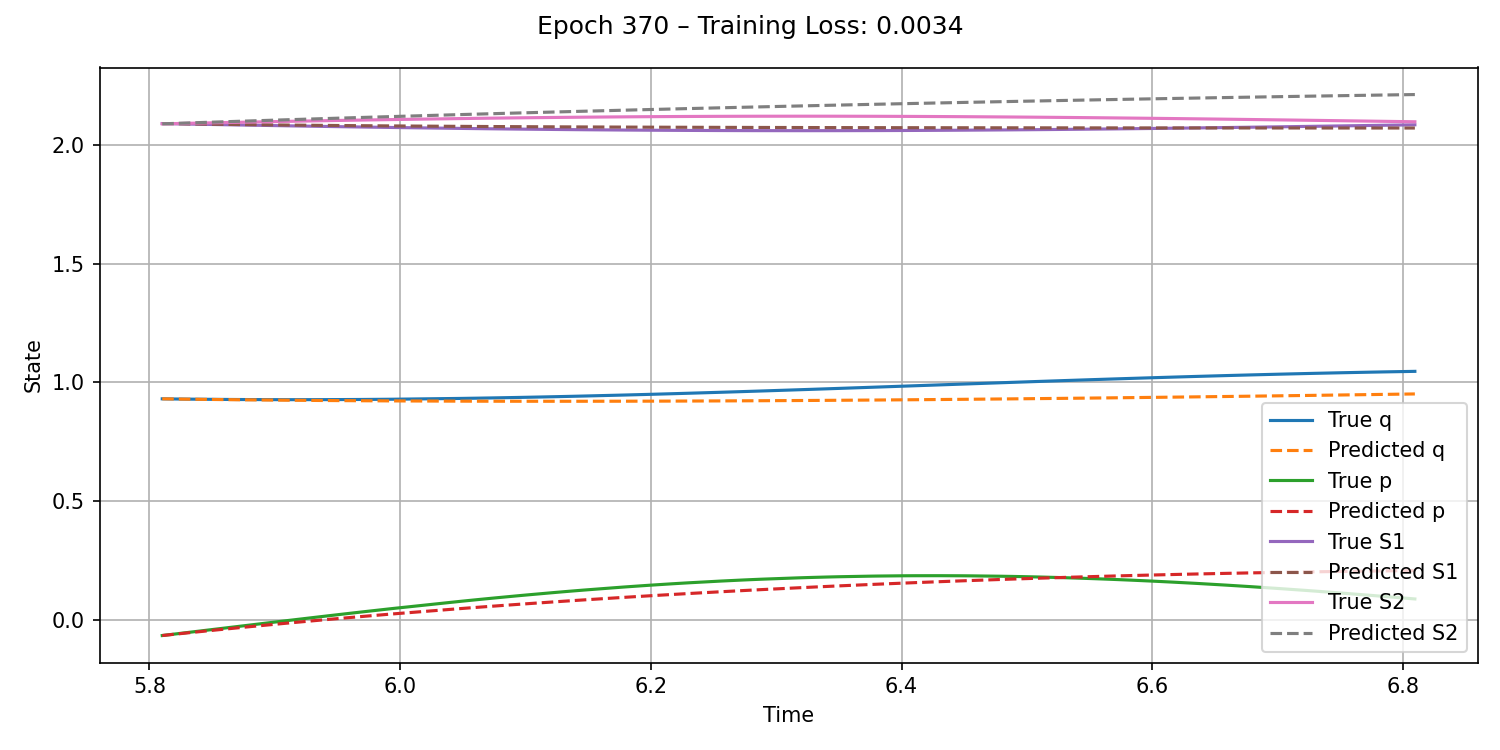 Epoch 370 – Training Loss: 0.0034
State
2.0
1.5
1.0
0.5
0.0
True q
Predicted q
True p
Predicted p
True S1
Predicted S1
True S2
Predicted S2
5.8
6.0
6.2
6.4
6.6
6.8
Time